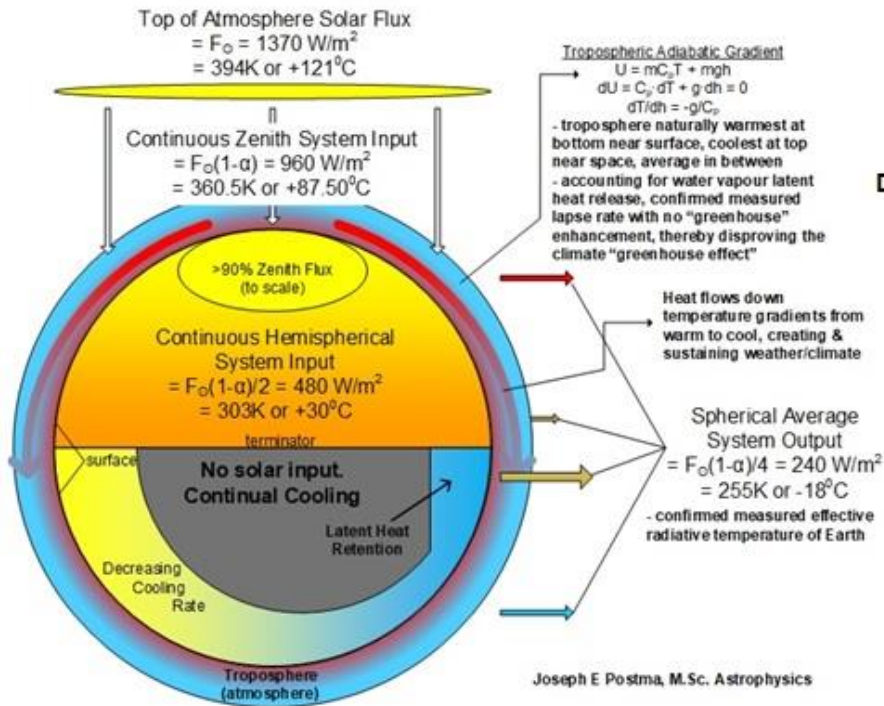 Top of Atmosphere Solar Flux
= F⊙ = 1370 W/m²
= 394K or +121⁰C
Continuous Zenith System Input
= F⊙(1-α) = 960 W/m²
= 360.5K or +87.50⁰C
>90% Zenith Flux
(to scale)
Continuous Hemispherical
System Input
= F⊙(1-α)/2 = 480 W/m²
= 303K or +30⁰C
terminator
surface
No solar input.
Continual Cooling
Latent Heat
Retention
Decreasing
Cooling
Rate
Troposphere
(atmosphere)
Tropospheric Adiabatic Gradient
U = mCₚT + mgh
dU = Cₚ·dT + g·dh = 0
dT/dh = -g/Cₚ
- troposphere naturally warmest at
bottom near surface, coolest at top
near space, average in between
- accounting for water vapour latent
heat release, confirmed measured
lapse rate with no “greenhouse”
enhancement, thereby disproving the
climate “greenhouse effect”
Heat flows down
temperature gradients from
warm to cool, creating &
sustaining weather/climate
Spherical Average
System Output
= F⊙(1-α)/4 = 240 W/m²
= 255K or -18⁰C
- confirmed measured effective
radiative temperature of Earth
Joseph E Postma, M.Sc. Astrophysics